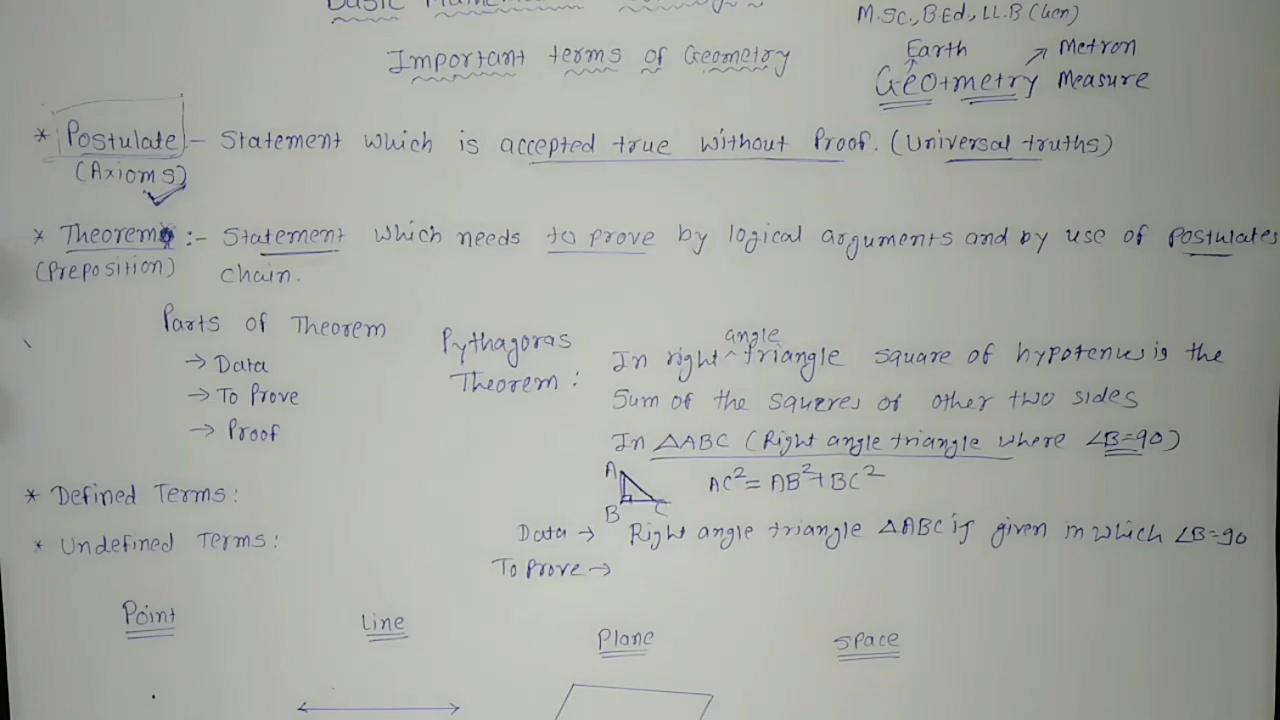 Important terms of Geometry
M.Sc., B.Ed., LL.B (Gen)
Earth Metron
Geo+metry Measure
* Postulate :- Statement which is accepted true without Proof. (Universal truths)
(Axioms)
* Theorem :- Statement which needs to prove by logical arguments and by use of postulates
(Preposition) chain.
Parts of Theorem
→ Data
→ To Prove
→ Proof
Pythagoras
Theorem :
angle
In right ^ triangle square of hypotenus is the
Sum of the squares of other two sides
In △ABC (Right angle triangle where ∠B=90)
A
B C
AC²= AB²+BC²
* Defined Terms :
* Undefined Terms :
Data → Right angle triangle △ABC is given in which ∠B=90
To Prove →
Point Line Plane Space